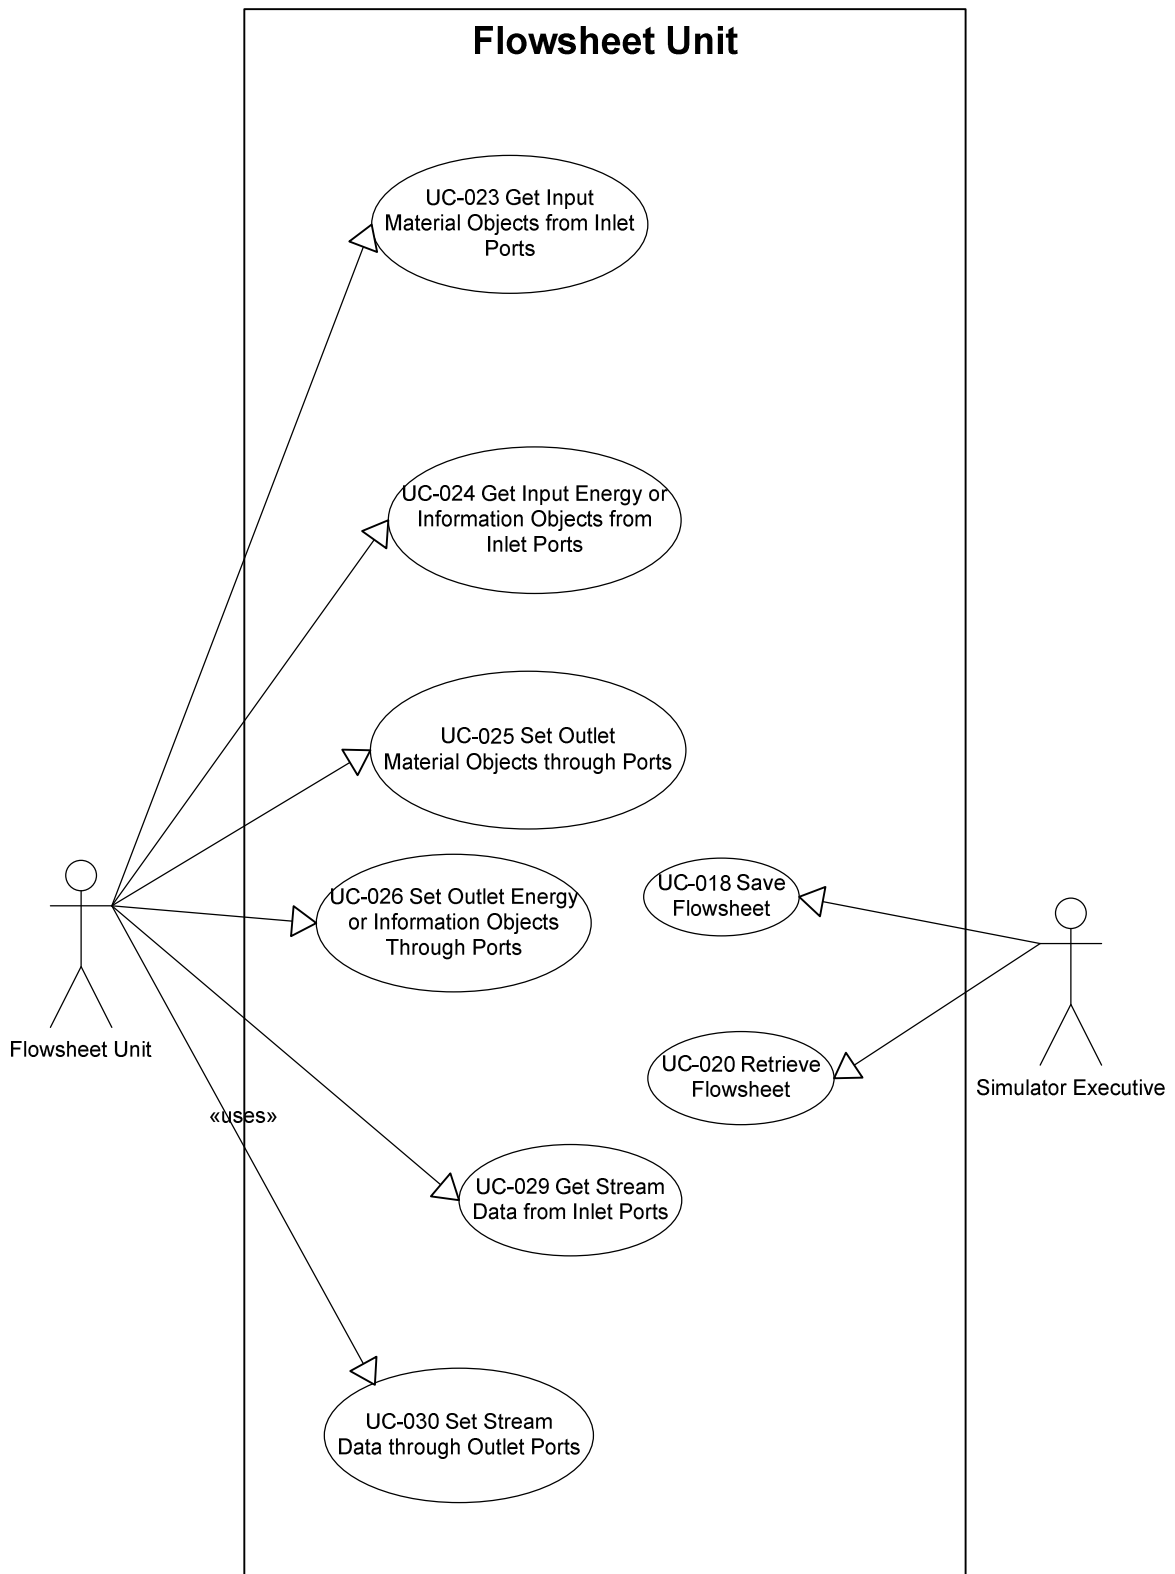 Flowsheet Unit
UC-023 Get Input
Material Objects from Inlet
Ports
UC-024 Get Input Energy or
Information Objects from
Inlet Ports
UC-025 Set Outlet
Material Objects through Ports
UC-026 Set Outlet Energy
or Information Objects
Through Ports
UC-018 Save
Flowsheet
Flowsheet Unit
UC-020 Retrieve
Flowsheet
Simulator Executive
«uses»
UC-029 Get Stream
Data from Inlet Ports
UC-030 Set Stream
Data through Outlet Ports